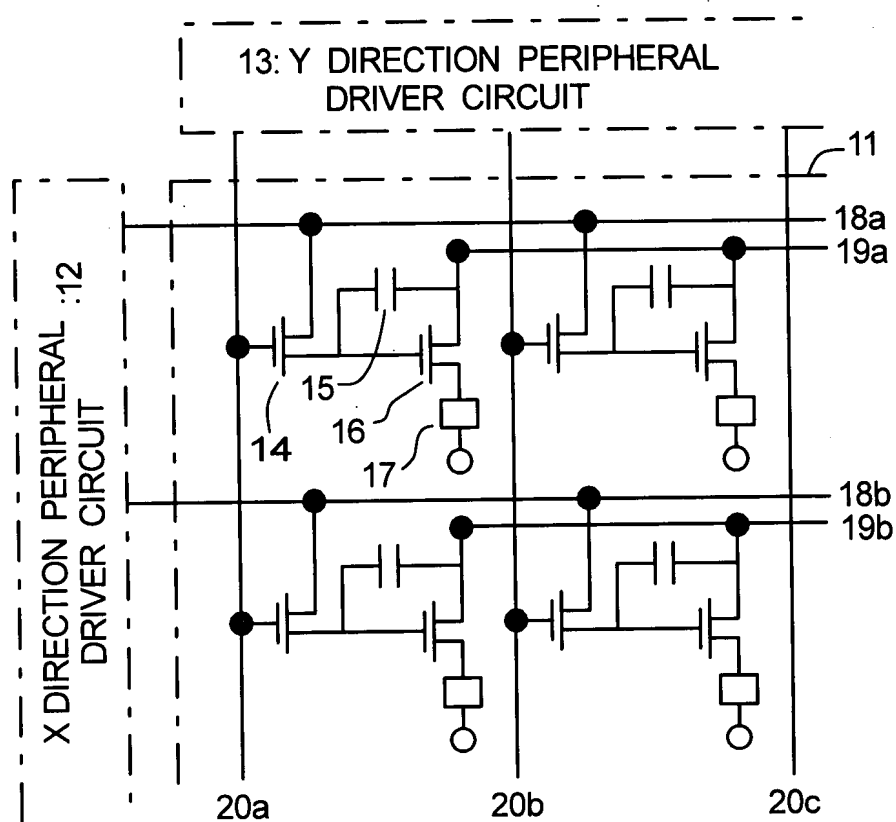 13: Y DIRECTION PERIPHERAL
DRIVER CIRCUIT
11
18a
19a
X DIRECTION PERIPHERAL :12
DRIVER CIRCUIT
14
15
16
17
18b
19b
20a
20b
20c